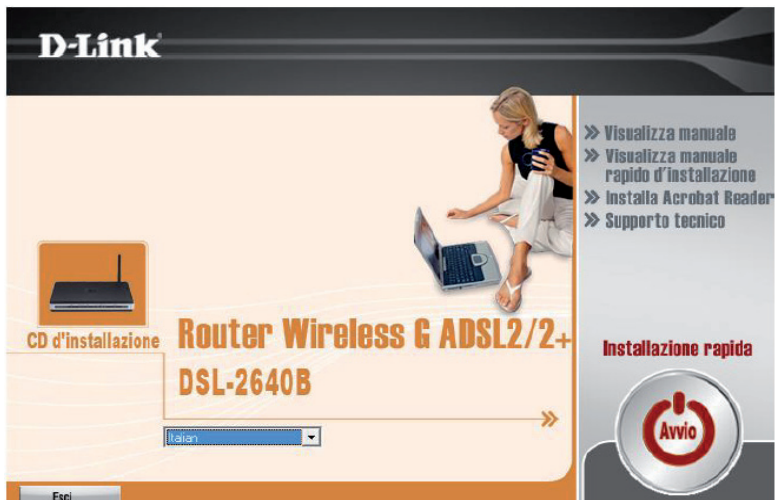 D-Link
Visualizza manuale
Visualizza manuale
rapido d'installazione
Installa Acrobat Reader
Supporto tecnico
CD d'installazione
Router Wireless G ADSL2/2+
DSL-2640B
Italian
Installazione rapida
Avvio
Esci